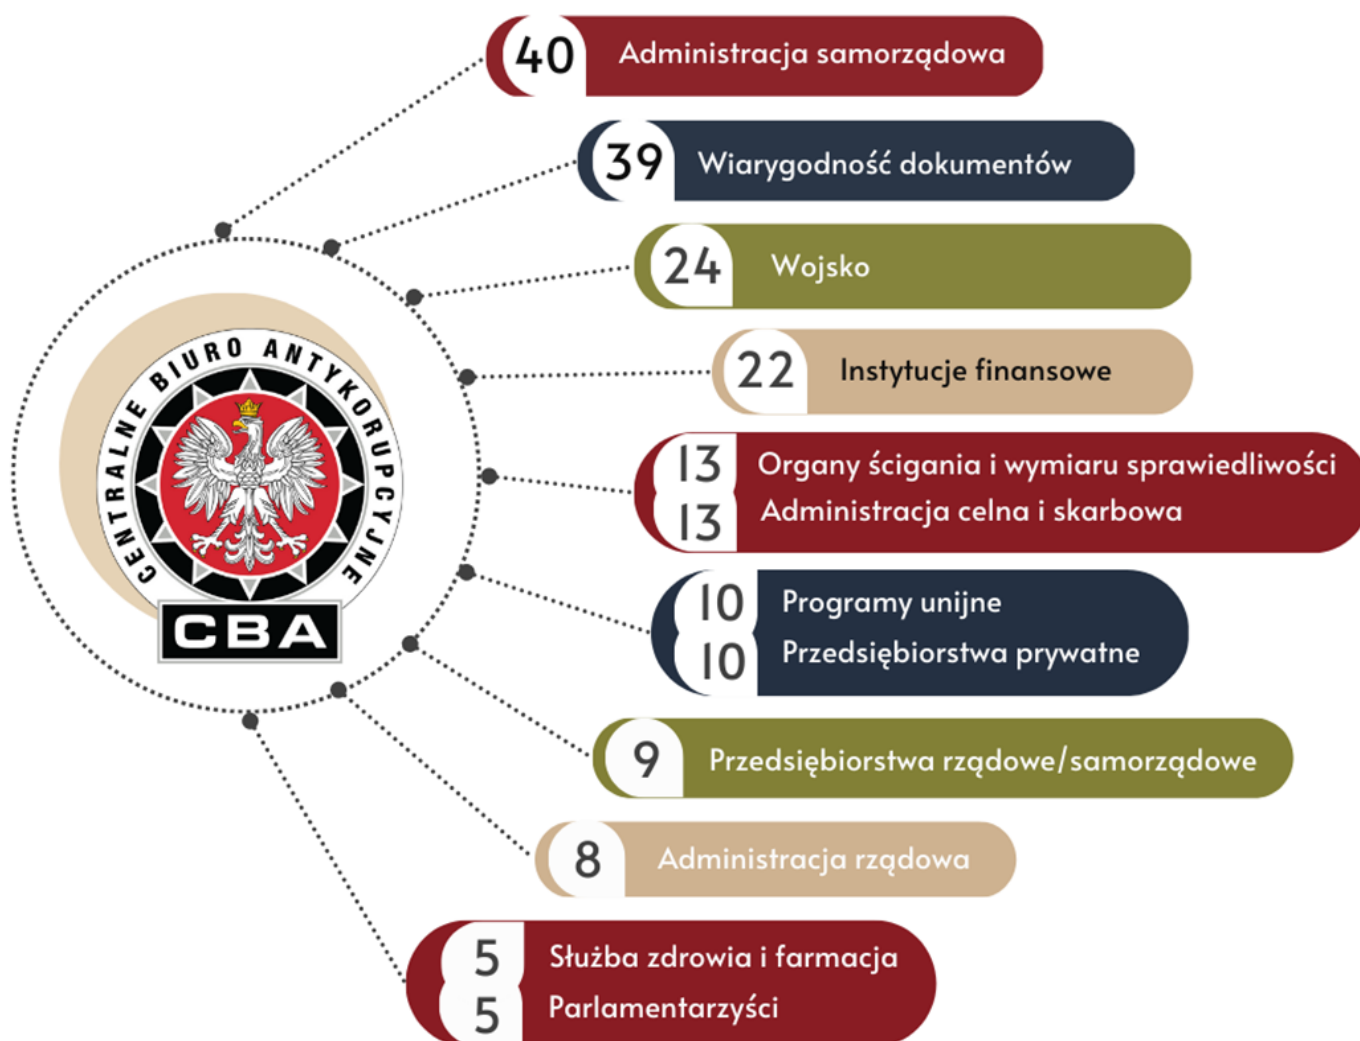 40 Administracja samorządowa
39 Wiarygodność dokumentów
24 Wojsko
22 Instytucje finansowe
CENTRALNE BIURO ANTYKORUPCYJNE
CBA
13 Organy ścigania i wymiaru sprawiedliwości
13 Administracja celna i skarbowa
10 Programy unijne
10 Przedsiębiorstwa prywatne
9 Przedsiębiorstwa rządowe/samorządowe
8 Administracja rządowa
5 Służba zdrowia i farmacja
5 Parlamentarzyści